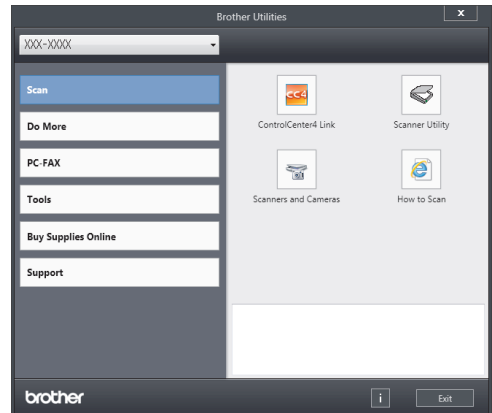 Brother Utilities
x
XXX-XXXX
Scan
Do More
PC-FAX
Tools
Buy Supplies Online
Support
CC4
ControlCenter4 Link
Scanner Utility
Scanners and Cameras
How to Scan
brother
i
Exit